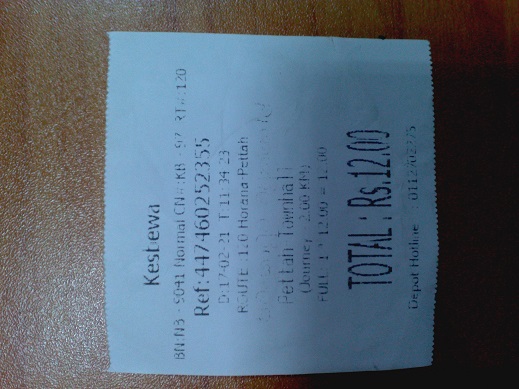 Kesbewa
BN:NB - 9041 Normal CN#:KB - 97 RT#:120
Ref:447460252355
D:17-02-21 T:11:34:23
ROUTE :120 Horana-Pettah
Pettah Townhall
(Journey - 2.00 KM)
FULL: 1 * 12.00 = 12.00
TOTAL : Rs.12.00
Depot Hotline : 0112702375